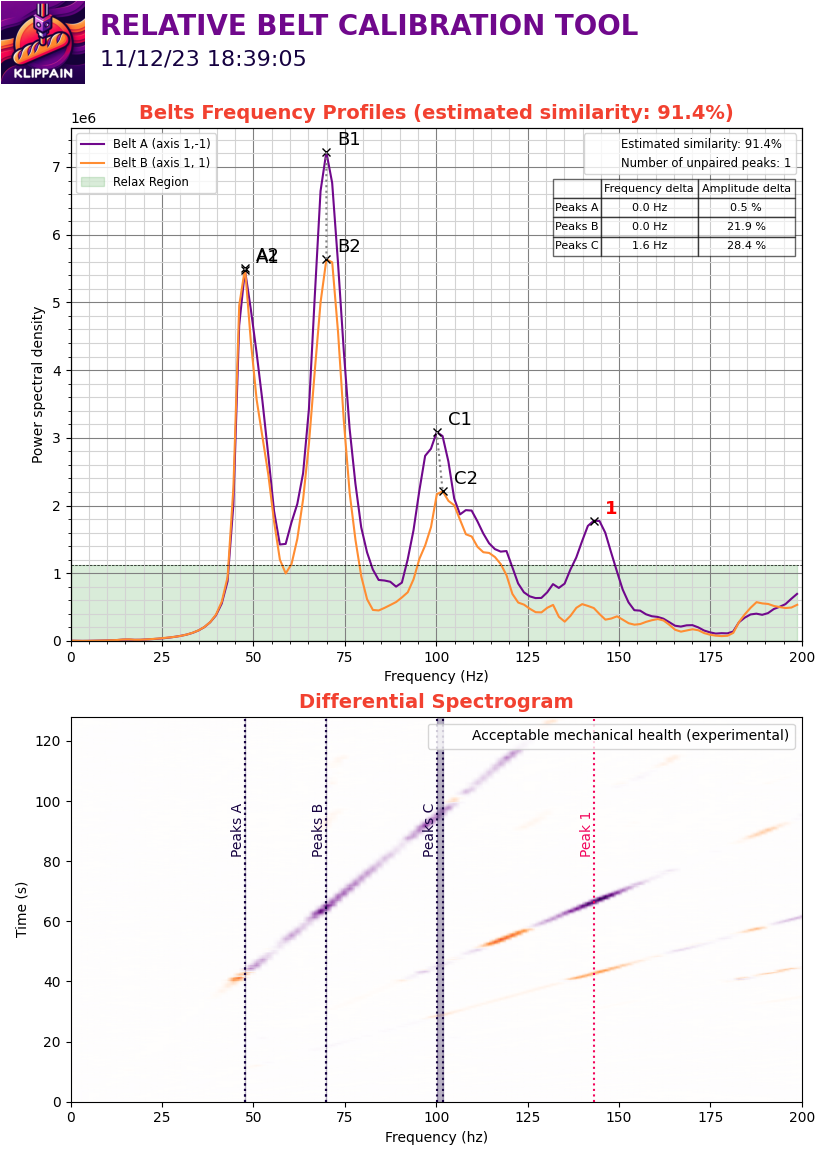 KLIPPAIN
RELATIVE BELT CALIBRATION TOOL
11/12/23 18:39:05
Belts Frequency Profiles (estimated similarity: 91.4%)
1e6
Belt A (axis 1,-1)
Belt B (axis 1, 1)
Relax Region
Estimated similarity: 91.4%
Number of unpaired peaks: 1
Frequency delta Amplitude delta
Peaks A 0.0 Hz 0.5 %
Peaks B 0.0 Hz 21.9 %
Peaks C 1.6 Hz 28.4 %
B1
B2
A2
A1
C1
C2
1
7
6
5
4
3
2
1
0
Power spectral density
0 25 50 75 100 125 150 175 200
Frequency (Hz)
Differential Spectrogram
Acceptable mechanical health (experimental)
Peaks A
Peaks B
Peaks C
Peak 1
120
100
80
60
40
20
0
Time (s)
0 25 50 75 100 125 150 175 200
Frequency (hz)